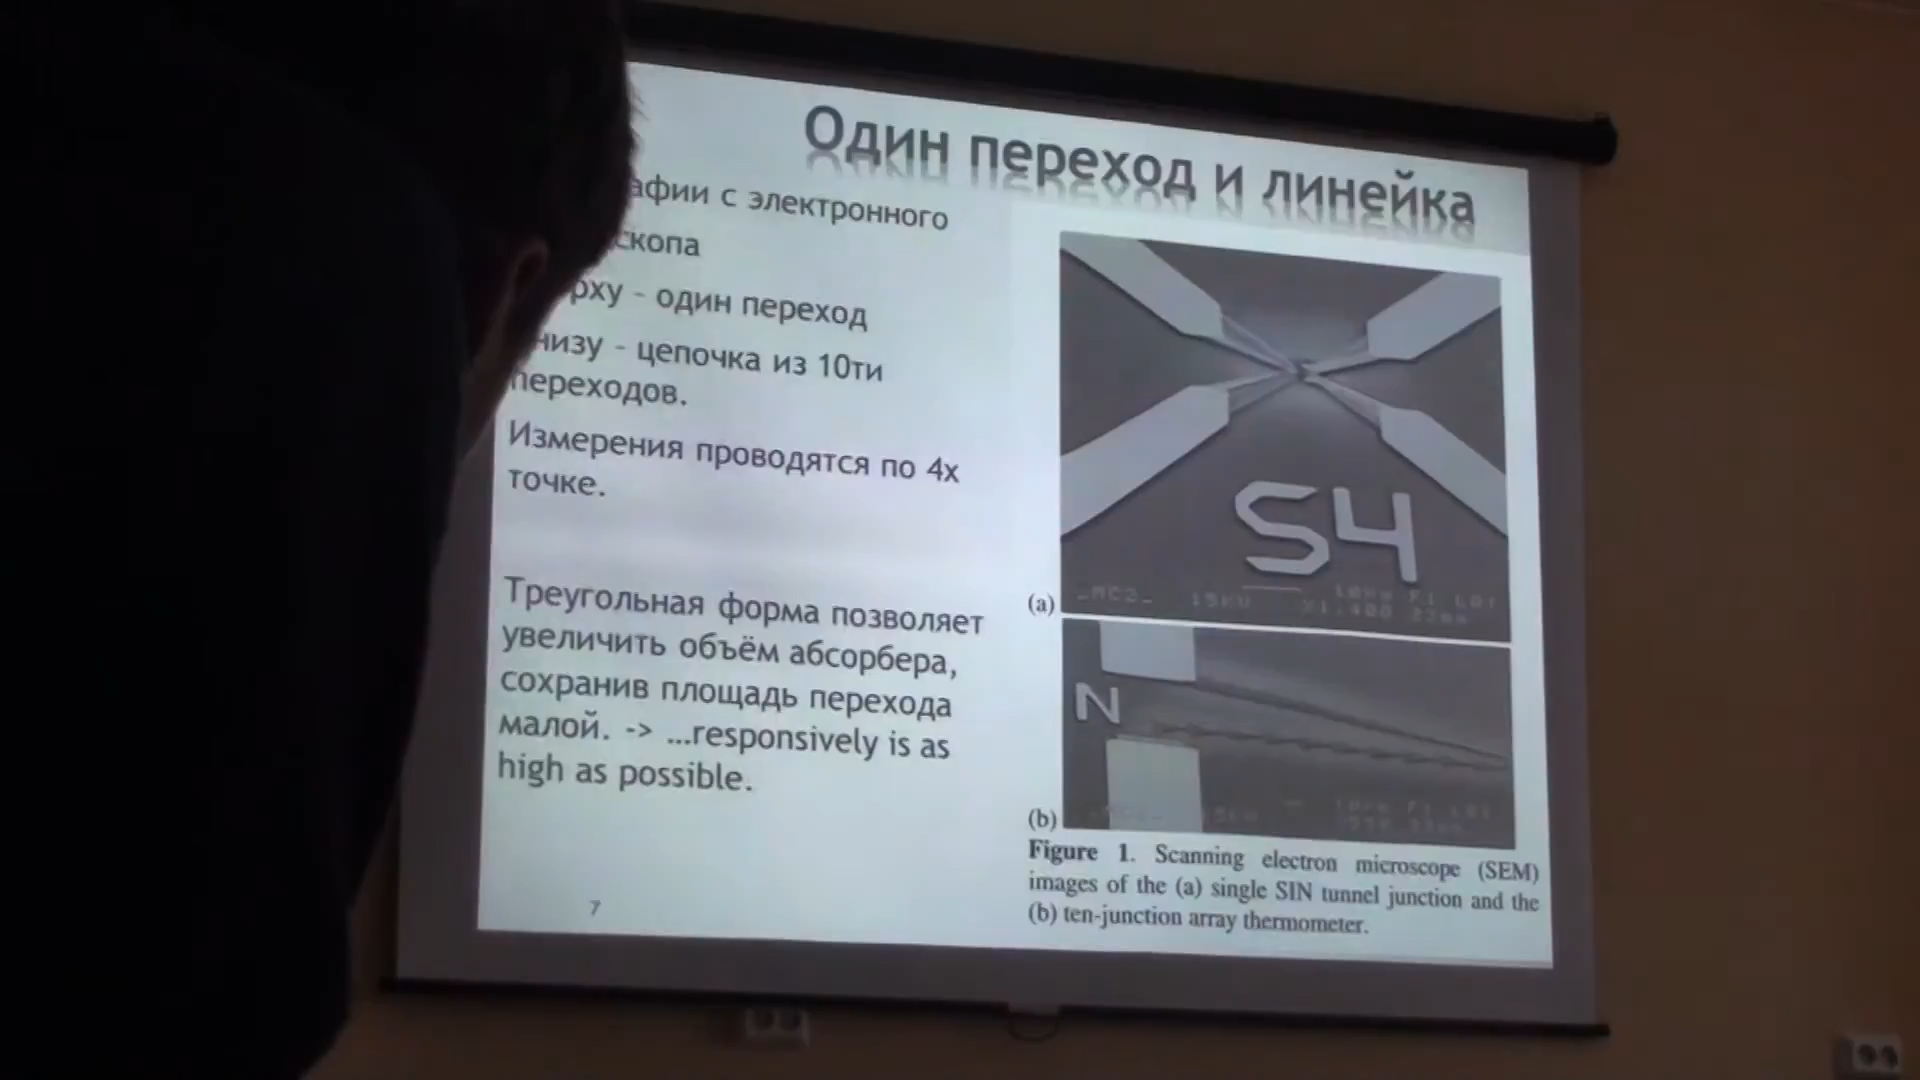 Один переход и линейка
афии с электронного
скопа
рху - один переход
низу - цепочка из 10ти
переходов.
Измерения проводятся по 4х
точке.
Треугольная форма позволяет
увеличить объём абсорбера,
сохранив площадь перехода
малой. -> ...responsively is as
high as possible.
7
S4
(a)
N
(b)
Figure 1. Scanning electron microscope (SEM)
images of the (a) single SIN tunnel junction and the
(b) ten-junction array thermometer.